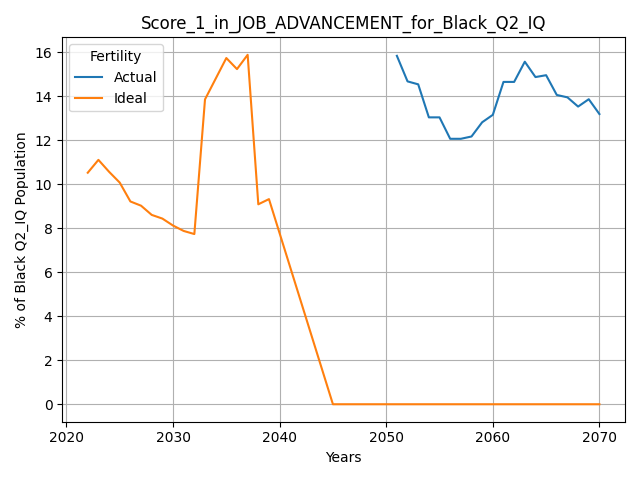 Score_1_in_JOB_ADVANCEMENT_for_Black_Q2_IQ
Fertility
Actual
Ideal
% of Black Q2_IQ Population
16
14
12
10
8
6
4
2
0
2020 2030 2040 2050 2060 2070
Years